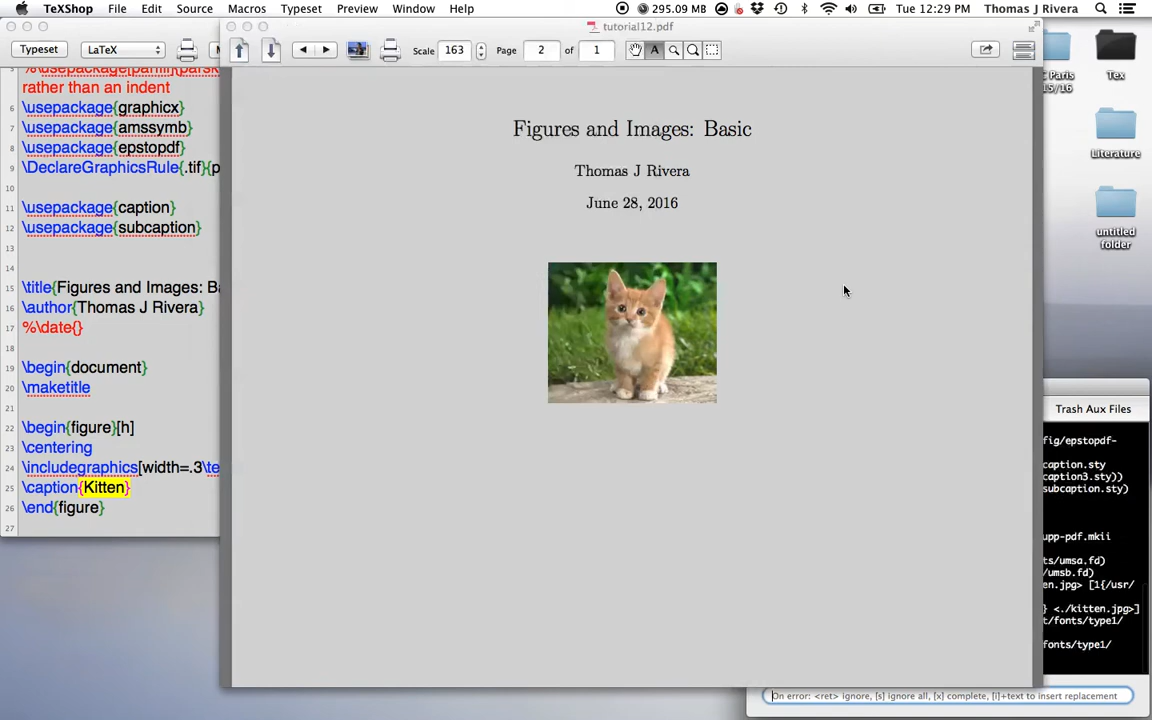 TeXShop File Edit Source Macros Typeset Preview Window Help 295.09 MB Tue 12:29 PM Thomas J Rivera
tutorial12.pdf
Typeset LaTeX
Scale 163 Page 2 of 1
rather than an indent
6 \usepackage{graphicx}
7 \usepackage{amssymb}
8 \usepackage{epstopdf}
9 \DeclareGraphicsRule{.tif}{p
10
11 \usepackage{caption}
12 \usepackage{subcaption}
13
14
15 \title{Figures and Images: Ba
16 \author{Thomas J Rivera}
17 %\date{}
18
19 \begin{document}
20 \maketitle
21
22 \begin{figure}[h]
23 \centering
24 \includegraphics[width=.3\te
25 \caption{Kitten}
26 \end{figure}
27
Figures and Images: Basic
Thomas J Rivera
June 28, 2016
C Paris
15/16
Tex
Literature
untitled
folder
Trash Aux Files
fig/epstopdf-
caption.sty
caption3.sty))
subcaption.sty)
upp-pdf.mkii
ts/umsa.fd)
/umsb.fd)
en.jpg> [1{/usr/
} <./kitten.jpg>]
t/fonts/type1/
fonts/type1/
On error: <ret> ignore, [s] ignore all, [x] complete, [i]+text to insert replacement